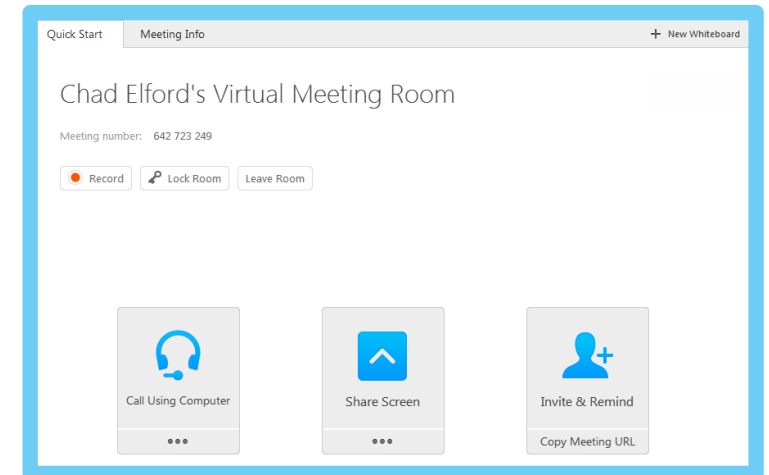 Quick Start Meeting Info + New Whiteboard
Chad Elford's Virtual Meeting Room
Meeting number: 642 723 249
Record Lock Room Leave Room
Call Using Computer Share Screen Invite & Remind
Copy Meeting URL